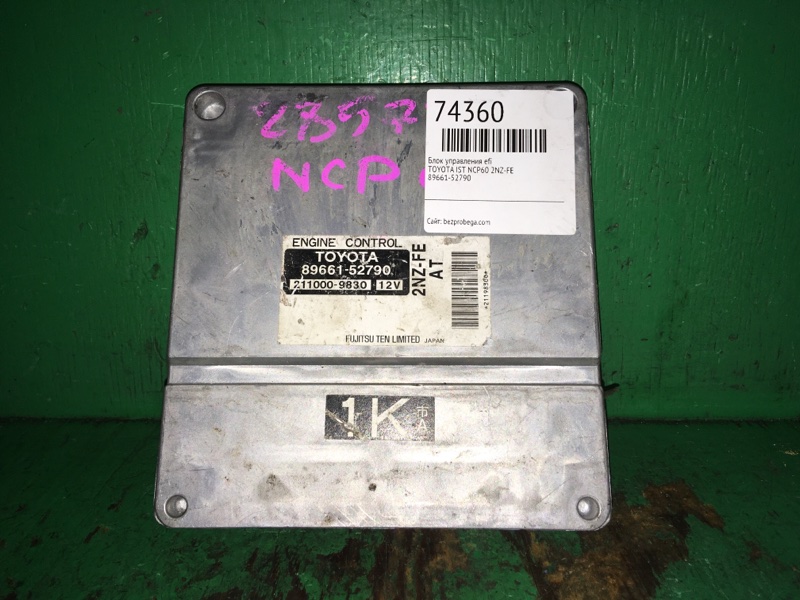 74360
Блок управления efi
TOYOTA IST NCP60 2NZ-FE
89661-52790
Сайт: bezprobega.com
NCP
ENGINE CONTROL
TOYOTA
89661-52790
211000-9830 12V
2NZ-FE
AT
FUJITSU TEN LIMITED JAPAN
1K